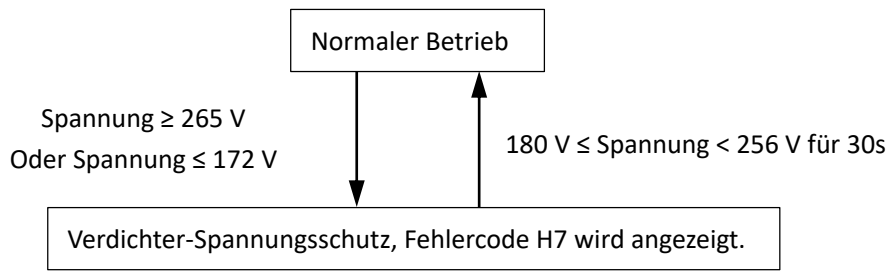 Normaler Betrieb
Spannung ≥ 265 V
Oder Spannung ≤ 172 V
180 V ≤ Spannung < 256 V für 30s
Verdichter-Spannungsschutz, Fehlercode H7 wird angezeigt.